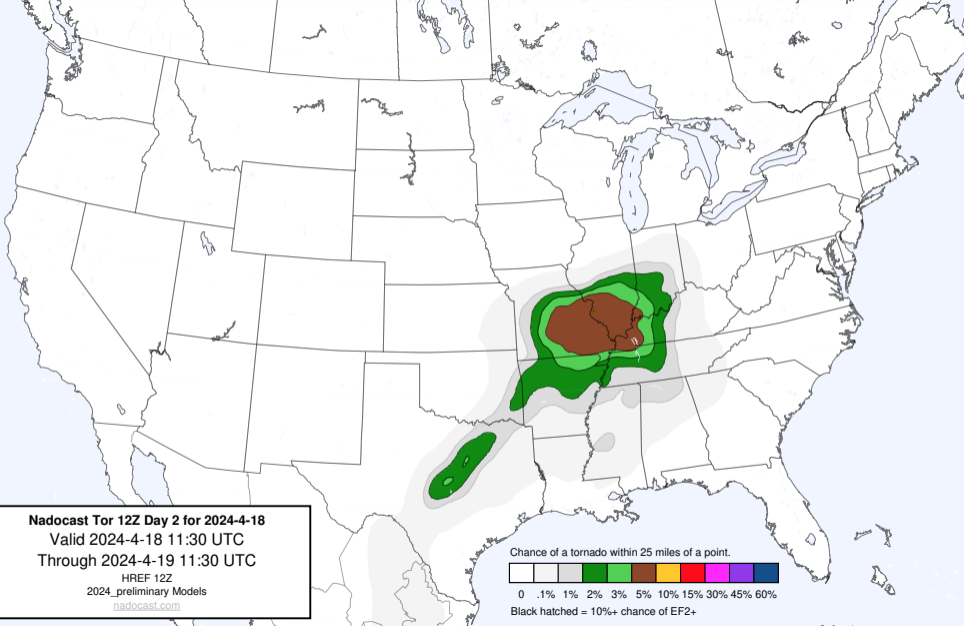 Nadocast Tor 12Z Day 2 for 2024-4-18
Valid 2024-4-18 11:30 UTC
Through 2024-4-19 11:30 UTC
HREF 12Z
2024_preliminary Models
nadocast.com
Chance of a tornado within 25 miles of a point.
0 .1% 1% 2% 3% 5% 10% 15% 30% 45% 60%
Black hatched = 10%+ chance of EF2+